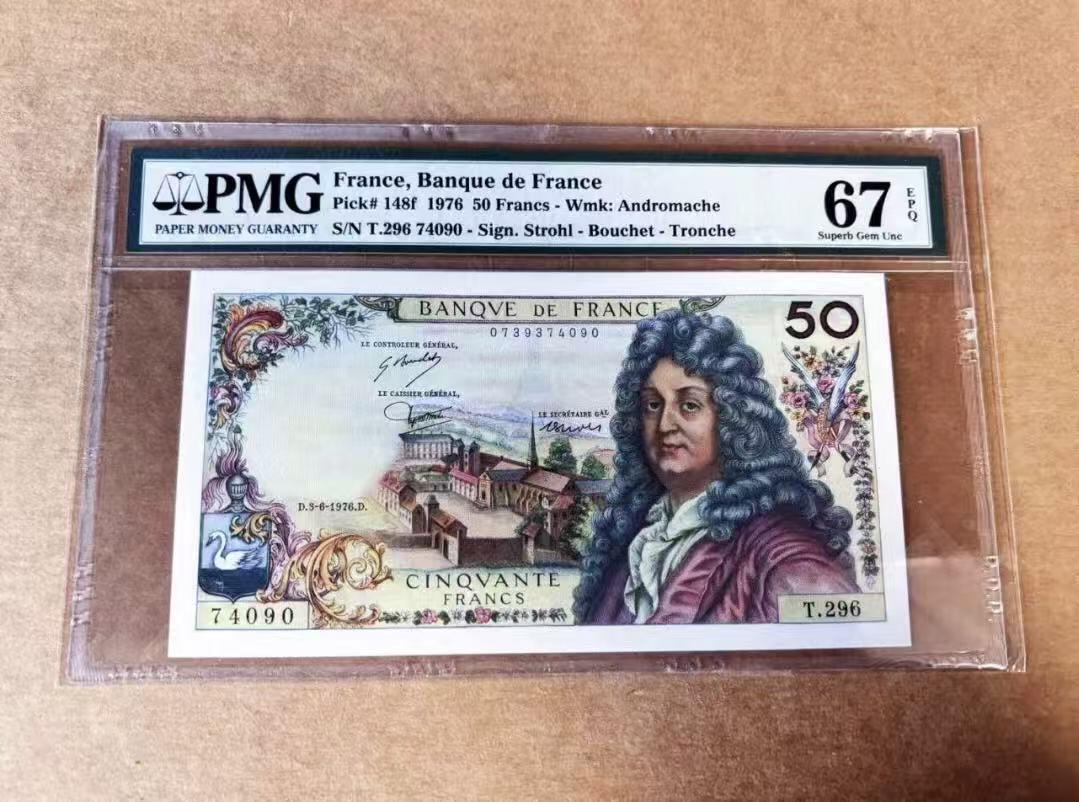 PMG
PAPER MONEY GUARANTY
France, Banque de France
Pick# 148f 1976 50 Francs - Wmk: Andromache
S/N T.296 74090 - Sign. Strohl - Bouchet - Tronche
67
EPQ
Superb Gem Unc
BANQVE DE FRANCE
50
0739374090
LE CONTROLEUR GÉNÉRAL,
LE CAISSIER GÉNÉRAL,
LE SECRÉTAIRE GAL
D.3-6-1976.D.
CINQVANTE
FRANCS
74090
T.296